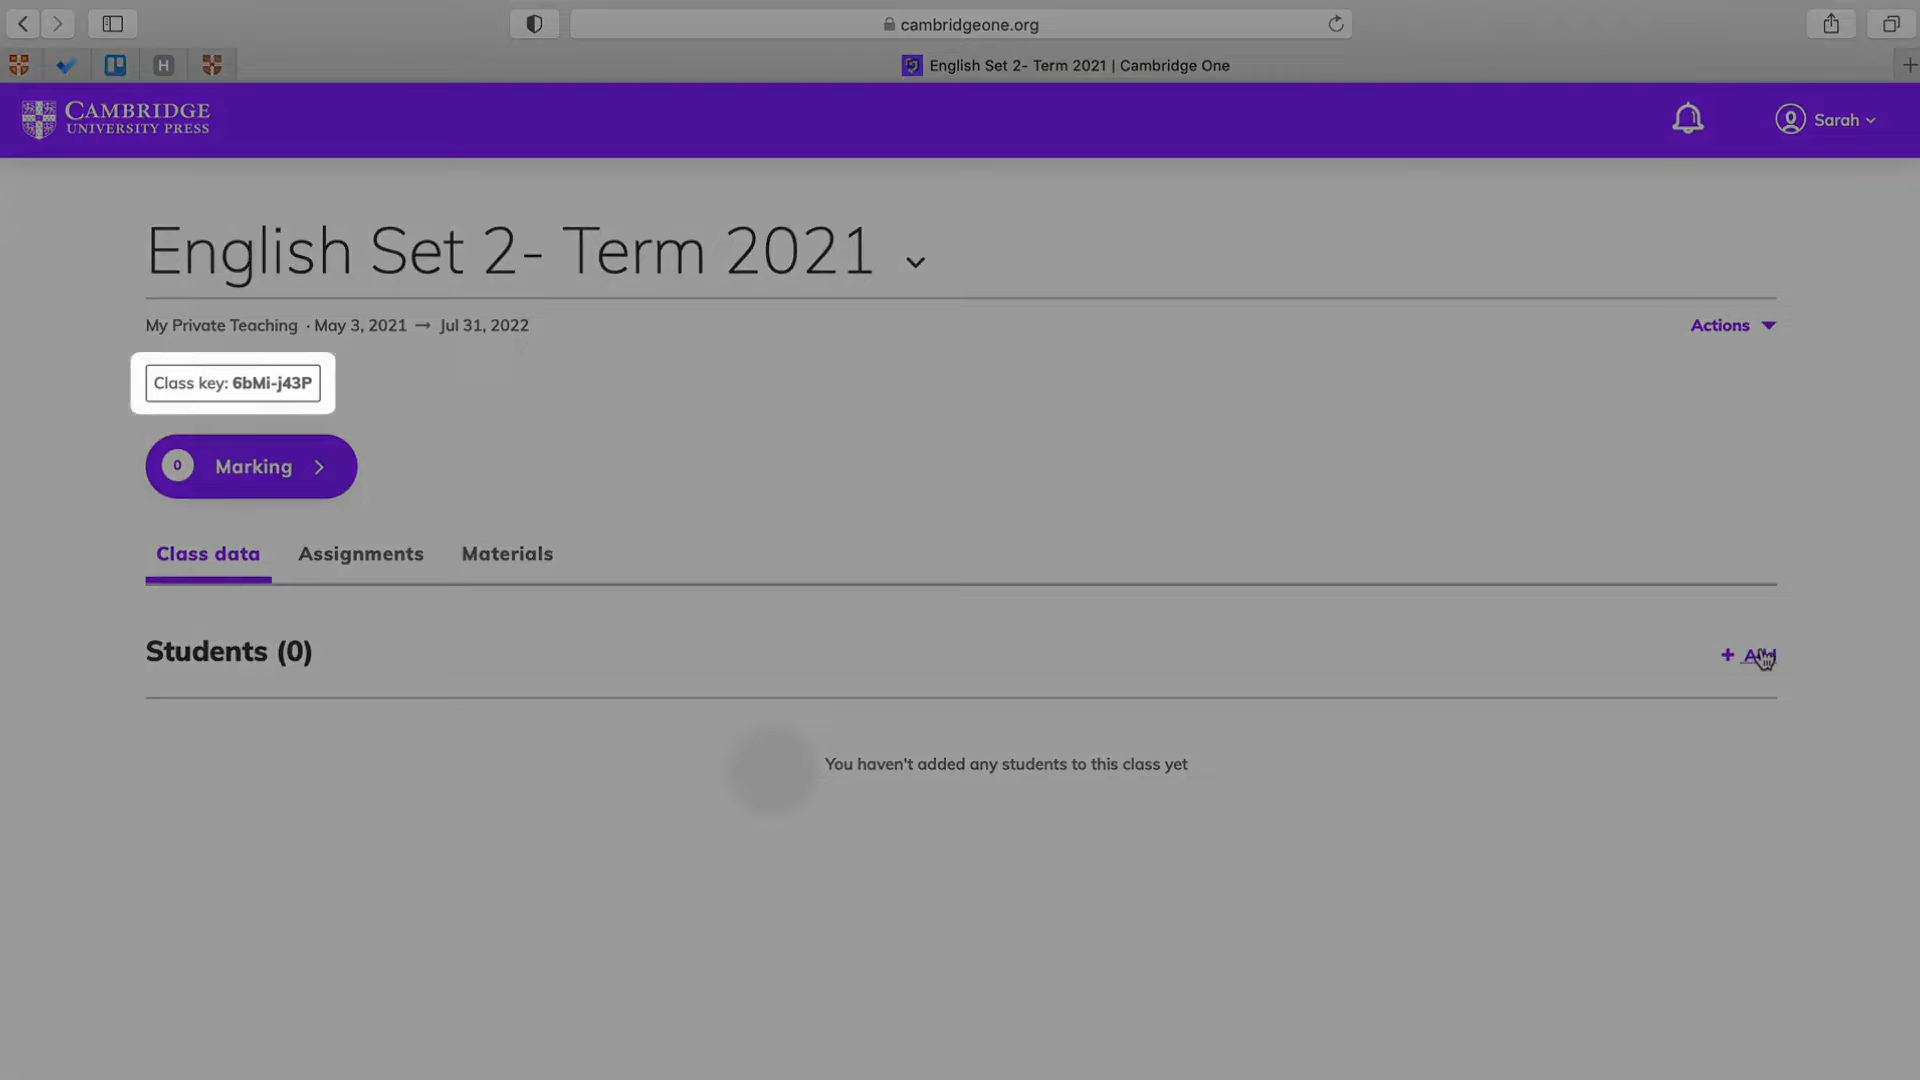 cambridgeone.org
H
English Set 2- Term 2021 | Cambridge One
CAMBRIDGE
UNIVERSITY PRESS
Sarah
English Set 2- Term 2021
My Private Teaching · May 3, 2021 → Jul 31, 2022
Actions
Class key: 6bMi-j43P
0 Marking
Class data Assignments Materials
Students (0)
You haven't added any students to this class yet